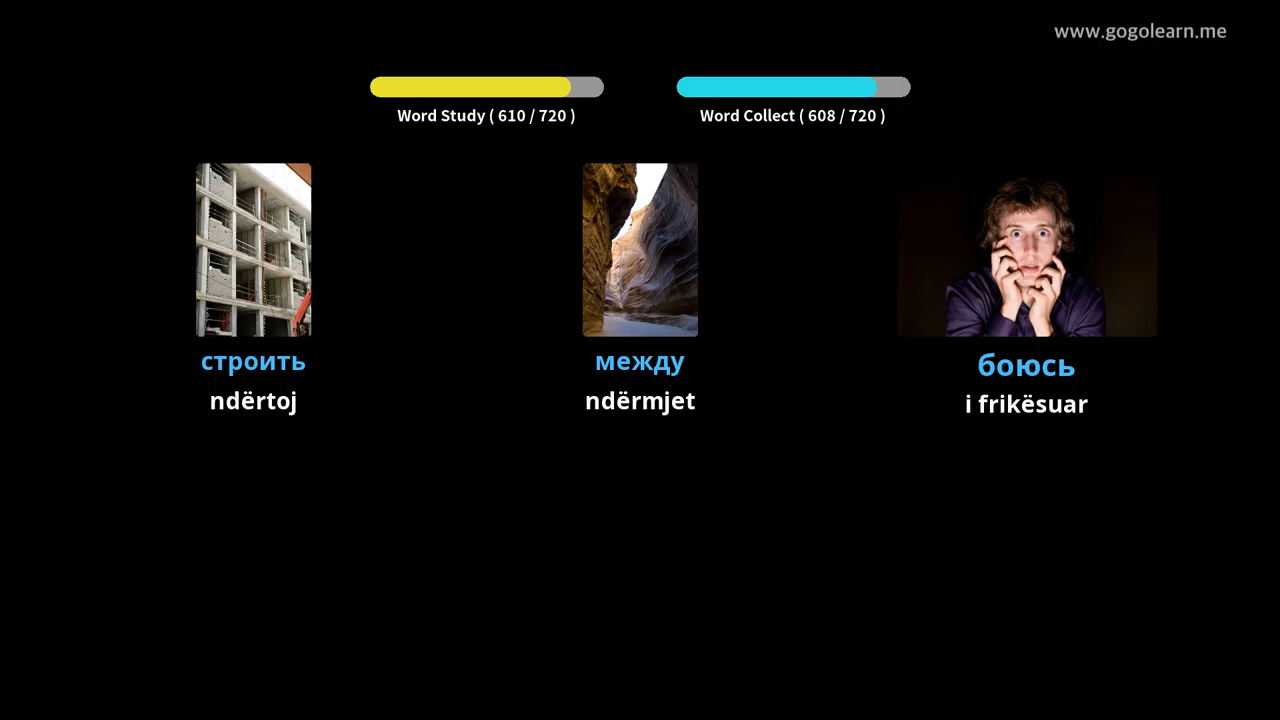 www.gogolearn.me
Word Study ( 610 / 720 )
Word Collect ( 608 / 720 )
строить
ndërtoj
между
ndërmjet
боюсь
i frikësuar